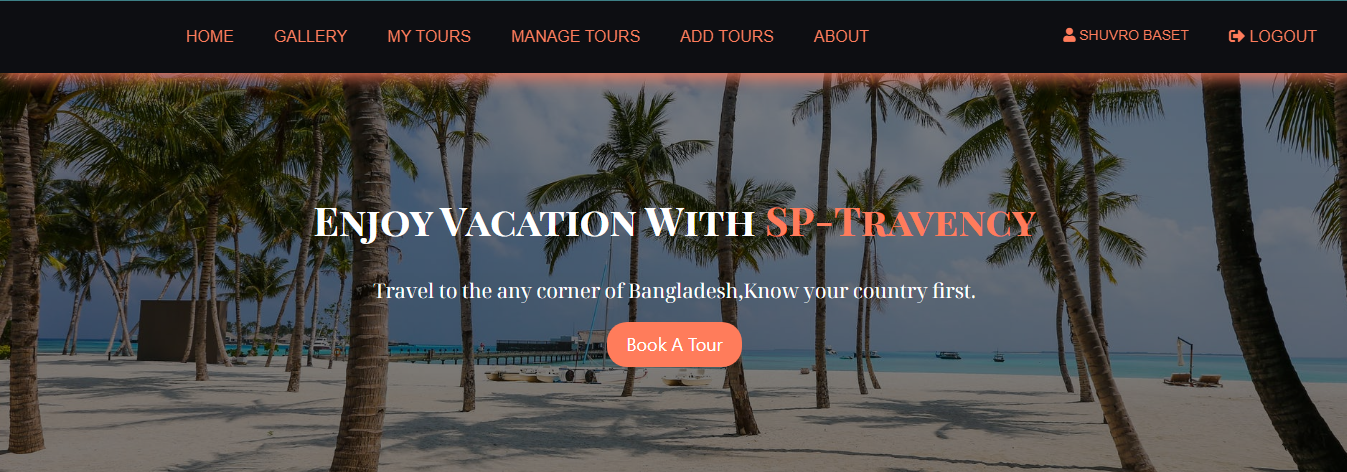 HOME GALLERY MY TOURS MANAGE TOURS ADD TOURS ABOUT SHUVRO BASET LOGOUT
Enjoy Vacation With SP-Travency
Travel to the any corner of Bangladesh,Know your country first.
Book A Tour